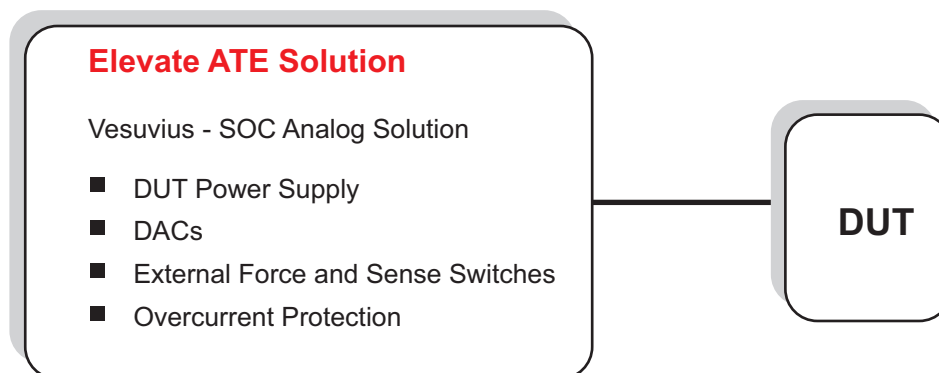 Elevate ATE Solution
Vesuvius - SOC Analog Solution
■ DUT Power Supply
■ DACs
■ External Force and Sense Switches
■ Overcurrent Protection
DUT